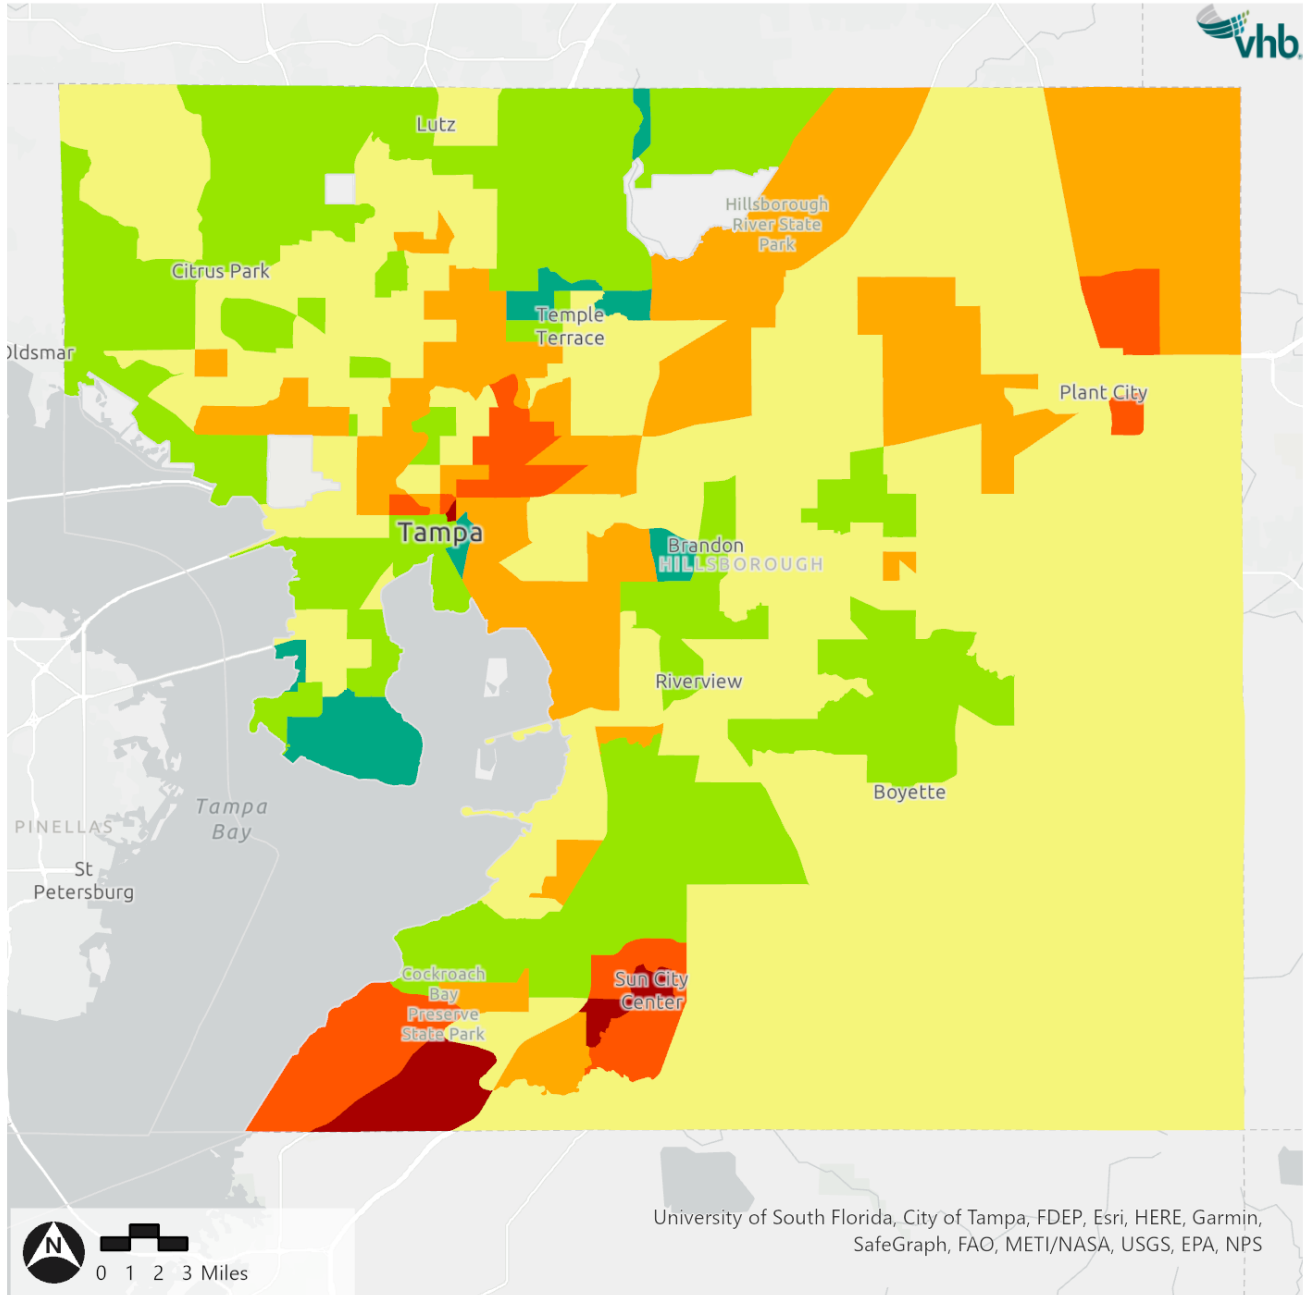 vhb
Lutz
Hillsborough
River State
Park
Citrus Park
Temple
Terrace
Oldsmar
Plant City
Tampa
Brandon
HILLSBOROUGH
Riverview
Boyette
Tampa
Bay
PINELLAS
St
Petersburg
Cockroach
Bay
Preserve
State Park
Sun City
Center
University of South Florida, City of Tampa, FDEP, Esri, HERE, Garmin,
SafeGraph, FAO, METI/NASA, USGS, EPA, NPS
N
0 1 2 3 Miles